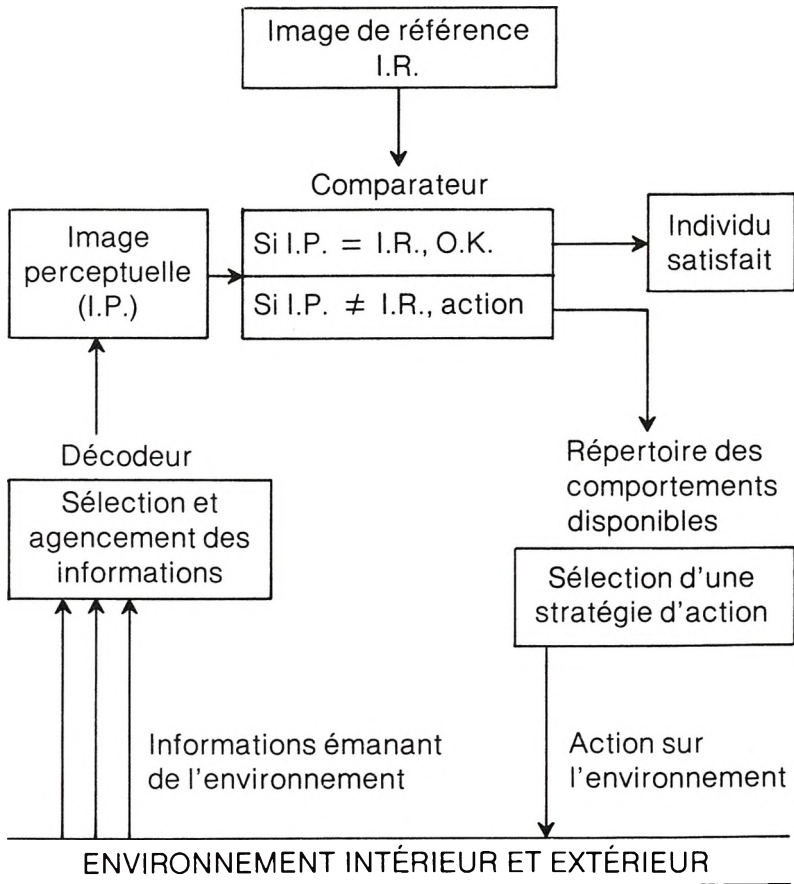 Image de référence
I.R.
Comparateur
Image
perceptuelle
(I.P.)
Si I.P. = I.R., O.K.
Si I.P. ≠ I.R., action
Individu
satisfait
Décodeur
Sélection et
agencement des
informations
Répertoire des
comportements
disponibles
Sélection d'une
stratégie d'action
Informations émanant
de l'environnement
Action sur
l'environnement
ENVIRONNEMENT INTÉRIEUR ET EXTÉRIEUR